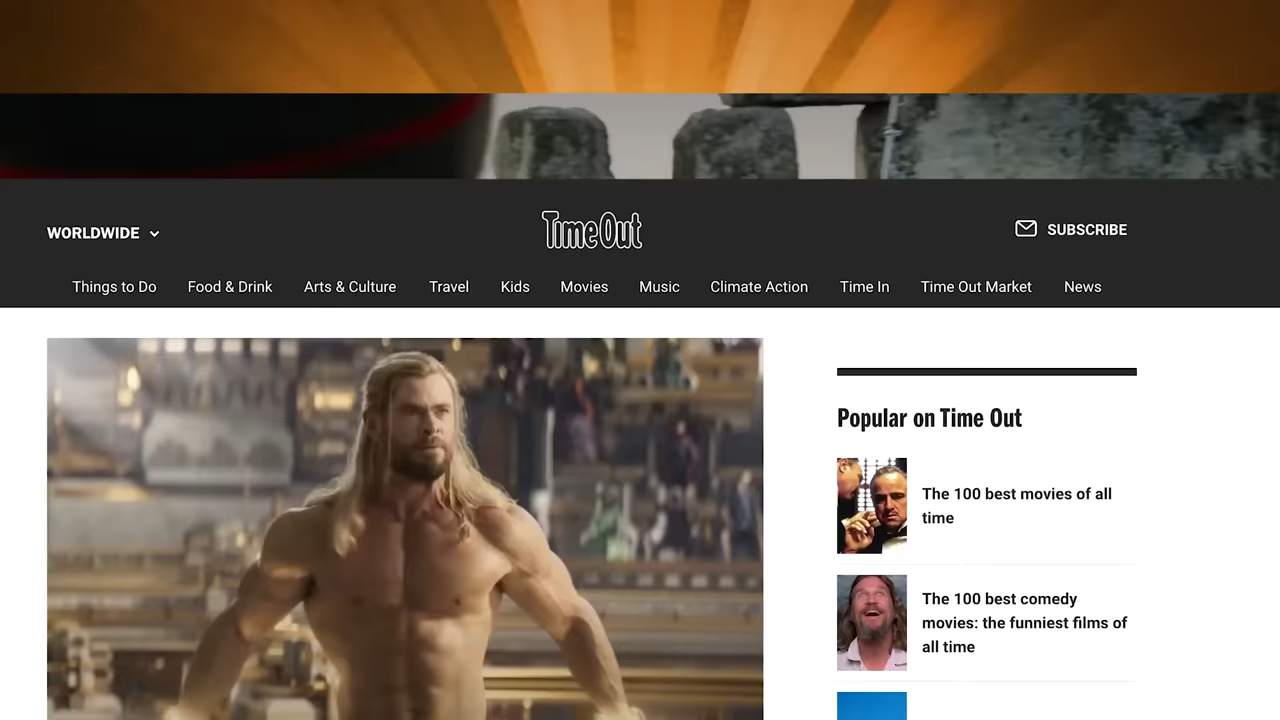 WORLDWIDE
TimeOut
SUBSCRIBE
Things to Do Food & Drink Arts & Culture Travel Kids Movies Music Climate Action Time In Time Out Market News
Popular on Time Out
The 100 best movies of all
time
The 100 best comedy
movies: the funniest films of
all time